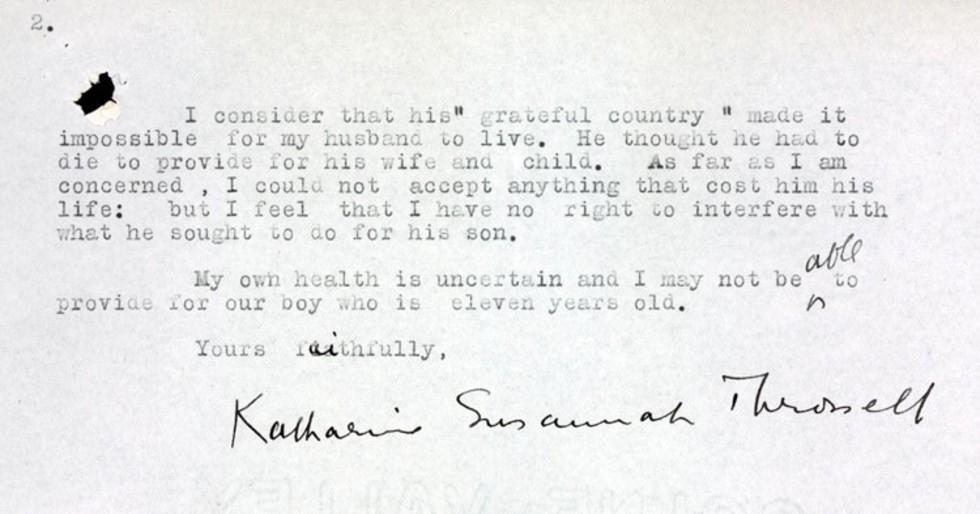 2.
I consider that his" grateful country " made it
impossible for my husband to live. He thought he had to
die to provide for his wife and child. As far as I am
concerned , I could not accept anything that cost him his
life: but I feel that I have no right to interfere with
what he sought to do for his son.
My own health is uncertain and I may not be able to
provide for our boy who is eleven years old.
Yours faithfully,
Katharine Susannah Throssell